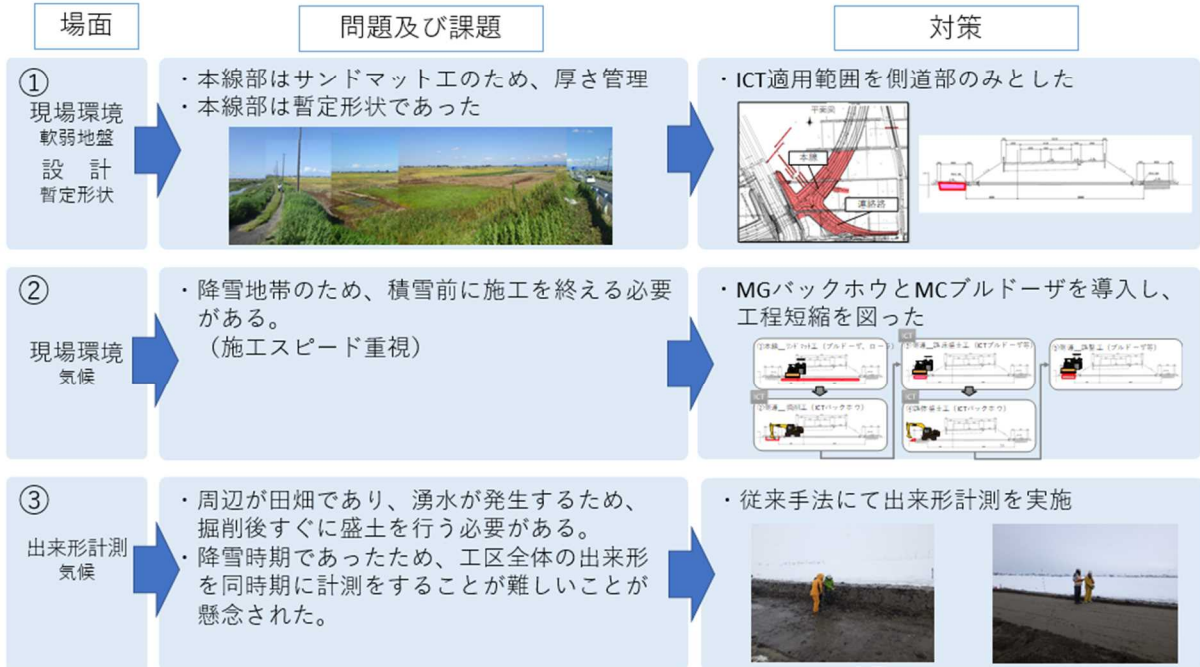 場面
問題及び課題
対策
①
現場環境
軟弱地盤
設　計
暫定形状
・本線部はサンドマット工のため、厚さ管理
・本線部は暫定形状であった
・ICT適用範囲を側道部のみとした
平面図
本線
連絡路
②
現場環境
気候
・降雪地帯のため、積雪前に施工を終える必要
がある。
（施工スピード重視）
・MGバックホウとMCブルドーザを導入し、
工程短縮を図った
ICT
ICT
ICT
③
出来形計測
気候
・周辺が田畑であり、湧水が発生するため、
掘削後すぐに盛土を行う必要がある。
・降雪時期であったため、工区全体の出来形
を同時期に計測をすることが難しいことが
懸念された。
・従来手法にて出来形計測を実施